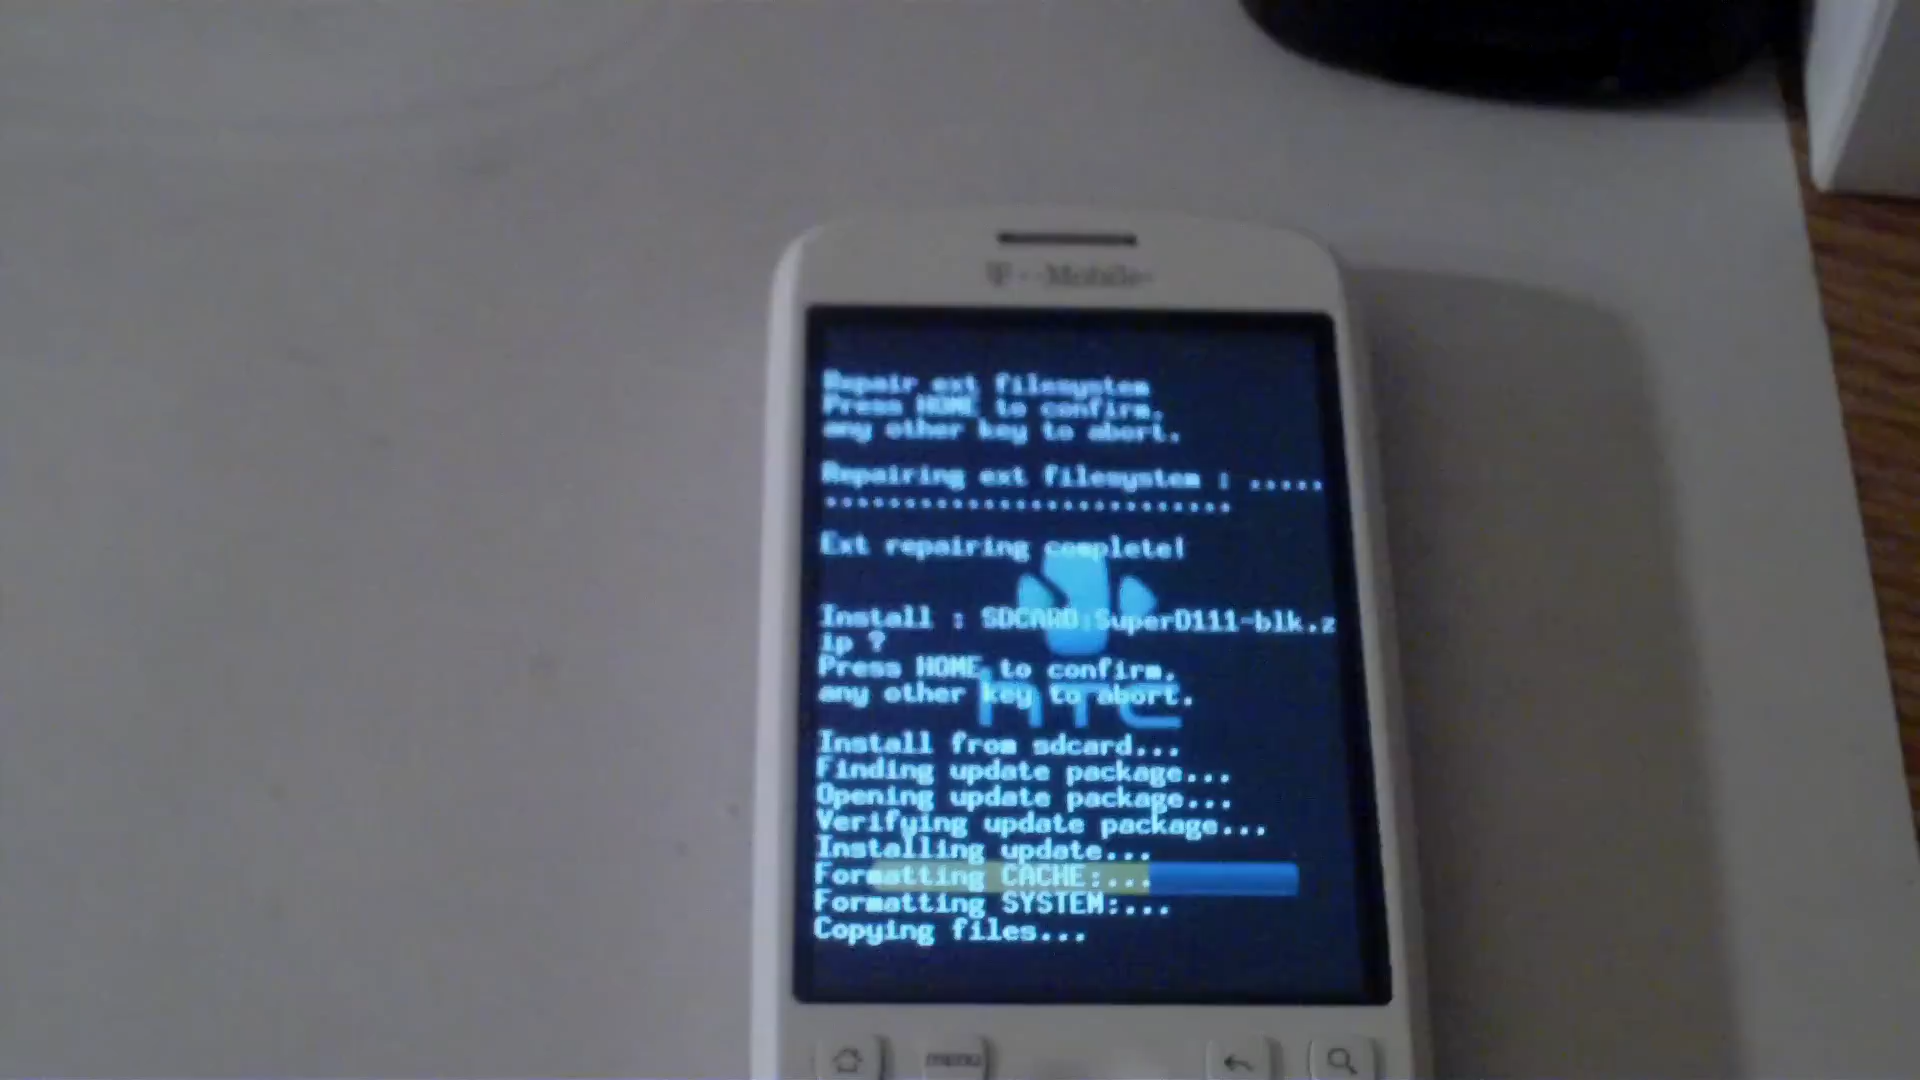 T··Mobile·
Repair ext filesystem
Press HOME to confirm,
any other key to abort.
Repairing ext filesystem : .....
..........................
Ext repairing complete!
Install : SDCARD:SuperD111-blk.z
ip ?
Press HOME to confirm,
any other key to abort.
hTC
Install from sdcard...
Finding update package...
Opening update package...
Verifying update package...
Installing update...
Formatting CACHE:...
Formatting SYSTEM:...
Copying files...
menu